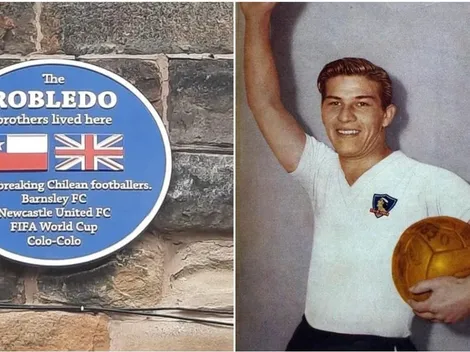 The
ROBLEDO
brothers lived here
breaking Chilean footballers.
Barnsley FC
Newcastle United FC
FIFA World Cup
Colo-Colo